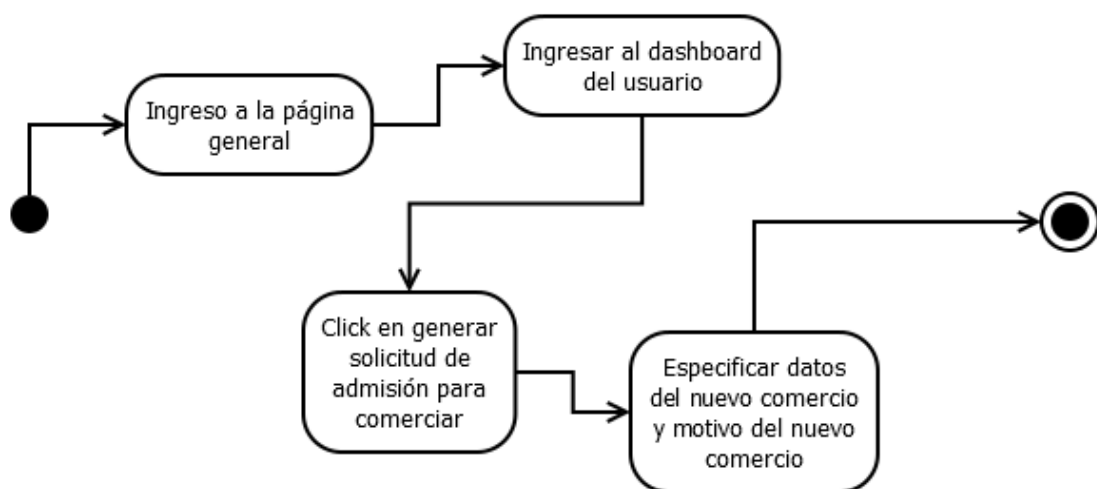 Ingreso a la página
general
Ingresar al dashboard
del usuario
Click en generar
solicitud de
admisión para
comerciar
Especificar datos
del nuevo comercio
y motivo del nuevo
comercio